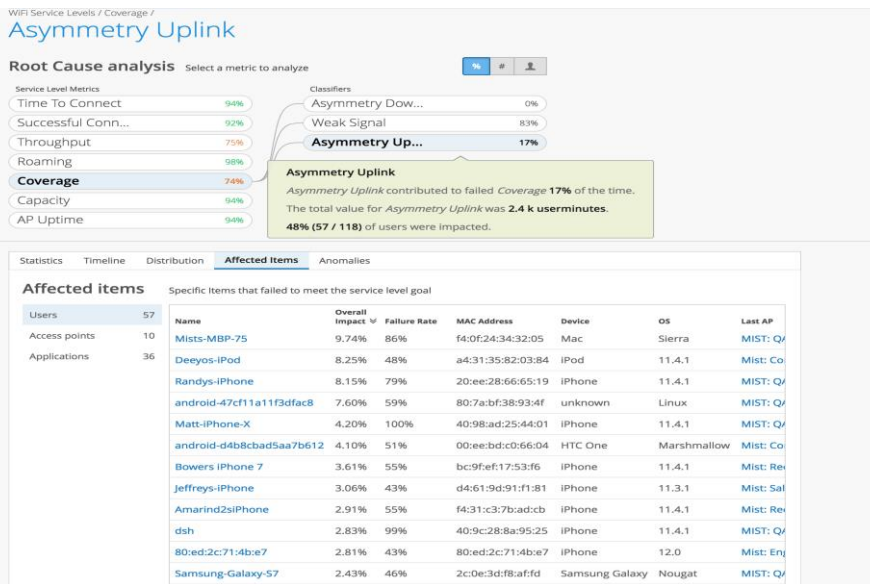 WiFi Service Levels / Coverage /
Asymmetry Uplink
Root Cause analysis Select a metric to analyze
% #
Service Level Metrics
Classifiers
Time To Connect 94%
Asymmetry Dow... 0%
Successful Conn... 92%
Weak Signal 83%
Throughput 75%
Asymmetry Up... 17%
Roaming 98%
Coverage 74%
Capacity 94%
AP Uptime 94%
Asymmetry Uplink
Asymmetry Uplink contributed to failed Coverage 17% of the time.
The total value for Asymmetry Uplink was 2.4 k userminutes.
48% (57 / 118) of users were impacted.
Statistics Timeline Distribution Affected Items Anomalies
Affected items Specific Items that failed to meet the service level goal
Users 57
Access points 10
Applications 36
Name Overall Impact Failure Rate MAC Address Device OS Last AP
Mists-MBP-75 9.74% 86% f4:0f:24:34:32:05 Mac Sierra MIST: QA
Deeyos-iPod 8.25% 48% a4:31:35:82:03:84 iPod 11.4.1 Mist: Co
Randys-iPhone 8.15% 79% 20:ee:28:66:65:19 iPhone 11.4.1 MIST: QA
android-47cf11a11f3dfac8 7.60% 59% 80:7a:bf:38:93:4f unknown Linux MIST: QA
Matt-iPhone-X 4.20% 100% 40:98:ad:25:44:01 iPhone 11.4.1 MIST: QA
android-d4b8cbad5aa7b612 4.10% 51% 00:ee:bd:c0:66:04 HTC One Marshmallow Mist: Co
Bowers iPhone 7 3.61% 55% bc:9f:ef:17:53:f6 iPhone 11.4.1 Mist: Re
Jeffreys-iPhone 3.06% 43% d4:61:9d:91:f1:81 iPhone 11.3.1 Mist: Sal
Amarind2siPhone 2.91% 55% f4:31:c3:7b:ad:cb iPhone 11.4.1 Mist: Re
dsh 2.83% 99% 40:9c:28:8a:95:25 iPhone 11.4.1 MIST: QA
80:ed:2c:71:4b:e7 2.81% 43% 80:ed:2c:71:4b:e7 iPhone 12.0 Mist: Eng
Samsung-Galaxy-S7 2.43% 46% 2c:0e:3d:f8:af:fd Samsung Galaxy Nougat MIST: QA